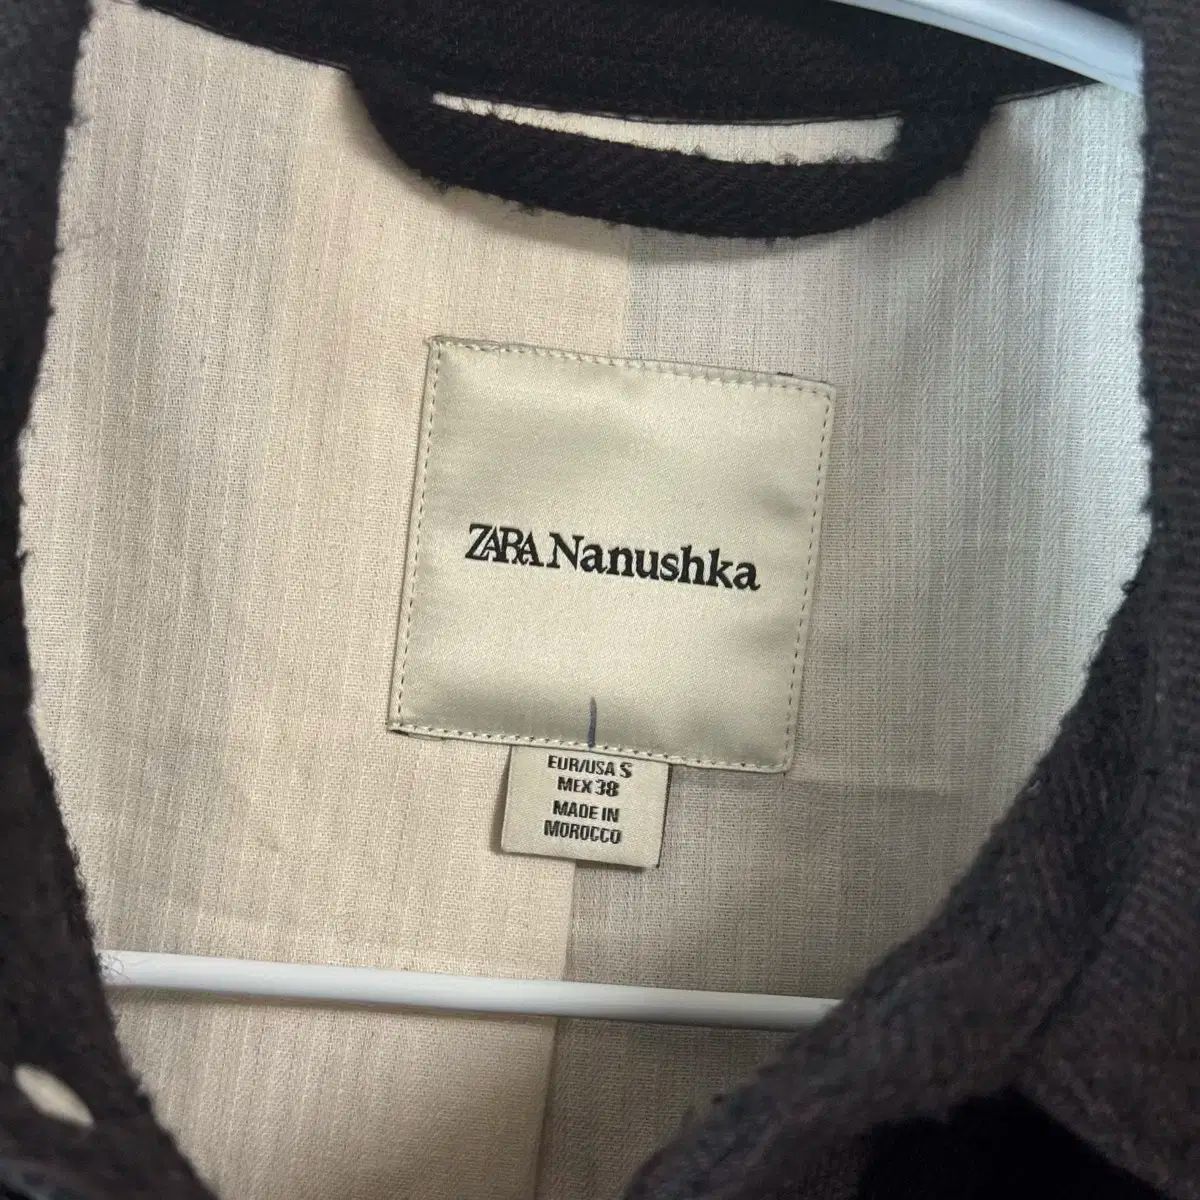 ZARA Nanushka
EUR/USA S
MEX 38
MADE IN
MOROCCO